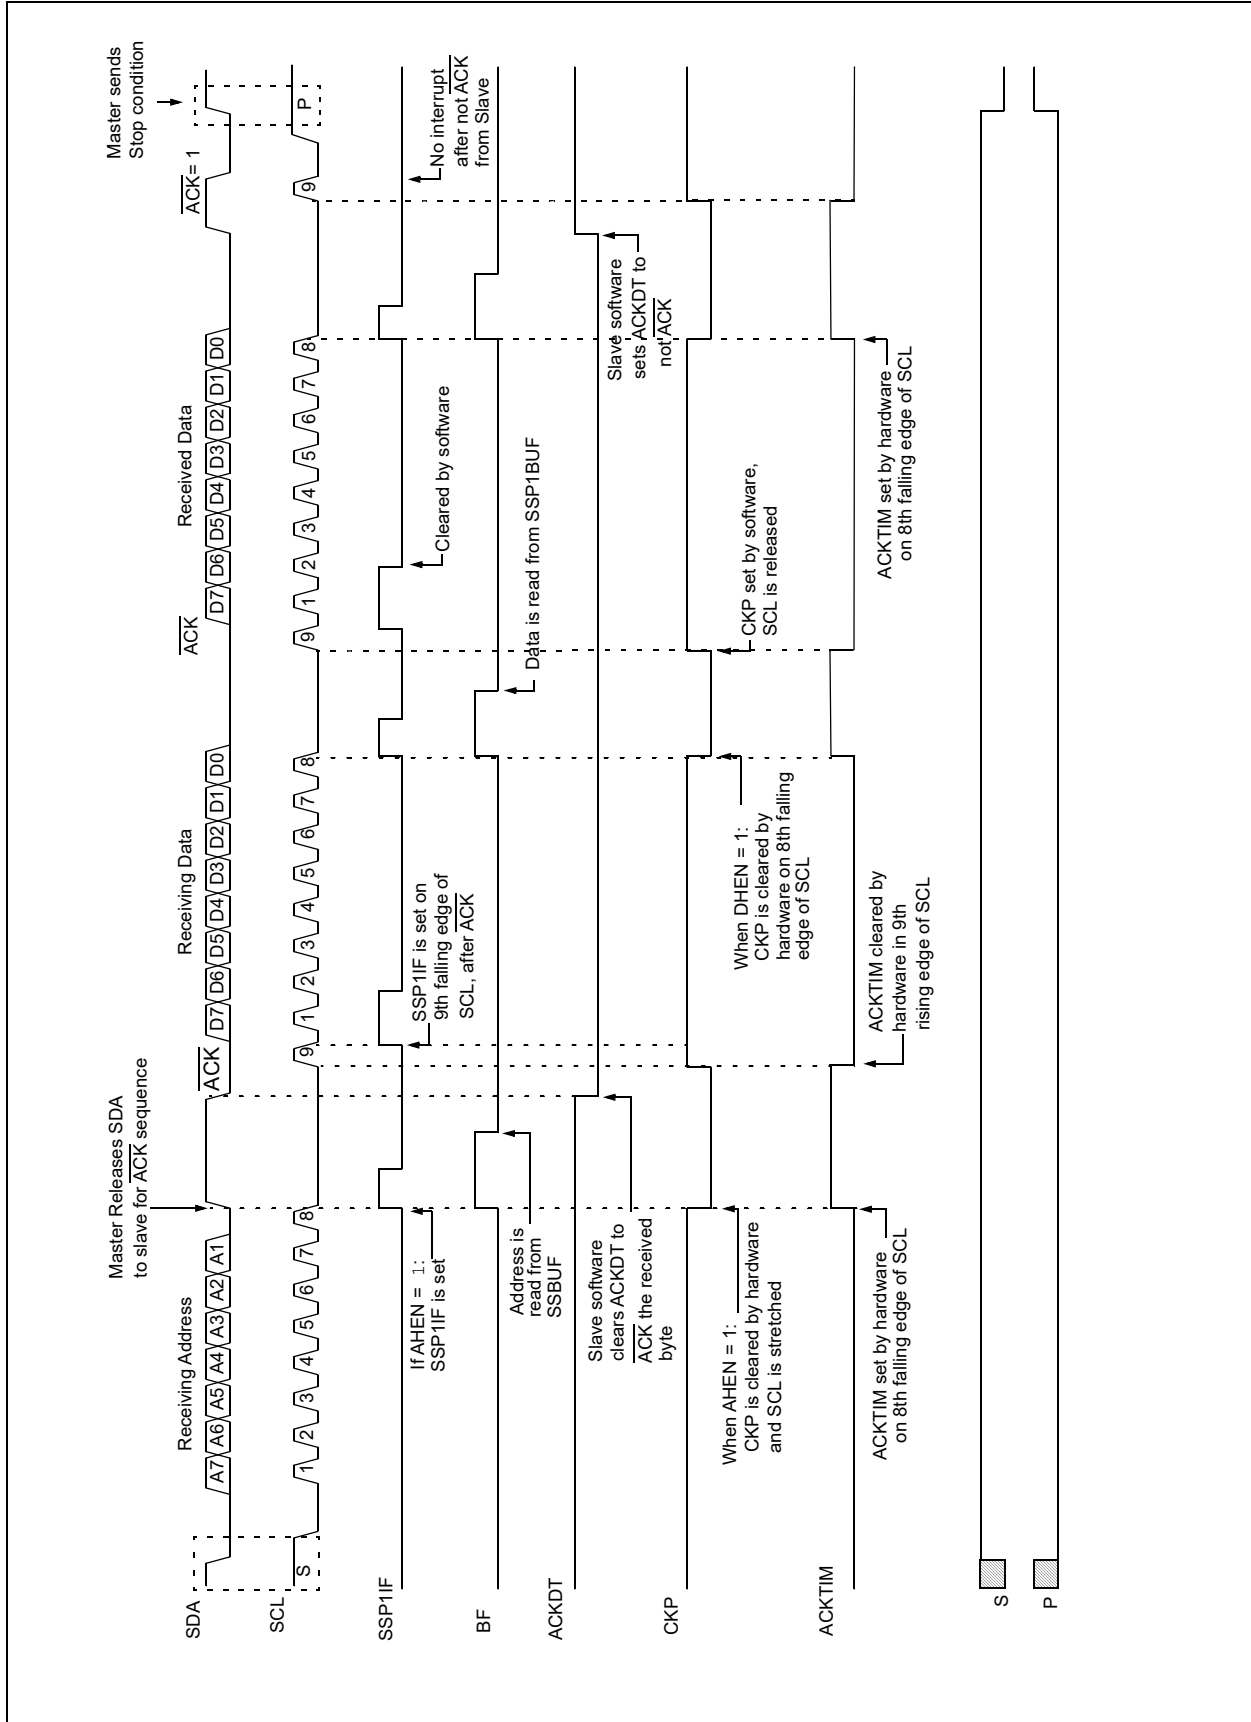 Master Releases SDA
to slave for ACK sequence
Master sends
Stop condition
Receiving Address
Receiving Data
Received Data
ACK
ACK
ACK= 1
SDA
A7 A6 A5 A4 A3 A2 A1
D7 D6 D5 D4 D3 D2 D1 D0
D7 D6 D5 D4 D3 D2 D1 D0
SCL
S
1 2 3 4 5 6 7 8 9
1 2 3 4 5 6 7 8 9
1 2 3 4 5 6 7 8 9
P
SSP1IF
If AHEN = 1:
SSP1IF is set
SSP1IF is set on
9th falling edge of
SCL, after ACK
Cleared by software
No interrupt
after not ACK
from Slave
BF
Address is
read from
SSBUF
Data is read from SSP1BUF
ACKDT
Slave software
clears ACKDT to
ACK the received
byte
Slave software
sets ACKDT to
not ACK
CKP
When AHEN = 1:
CKP is cleared by hardware
and SCL is stretched
When DHEN = 1:
CKP is cleared by
hardware on 8th falling
edge of SCL
CKP set by software,
SCL is released
ACKTIM
ACKTIM set by hardware
on 8th falling edge of SCL
ACKTIM cleared by
hardware in 9th
rising edge of SCL
ACKTIM set by hardware
on 8th falling edge of SCL
S
P